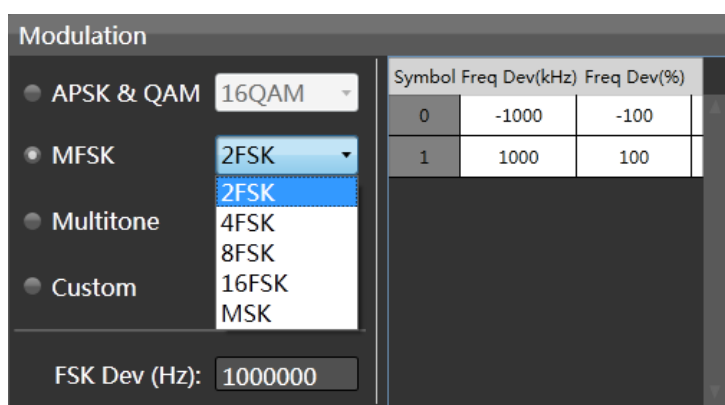 Modulation
APSK & QAM 16QAM
MFSK 2FSK
2FSK
4FSK
8FSK
16FSK
MSK
Multitone
Custom
FSK Dev (Hz): 1000000
Symbol Freq Dev(kHz) Freq Dev(%)
0 -1000 -100
1 1000 100